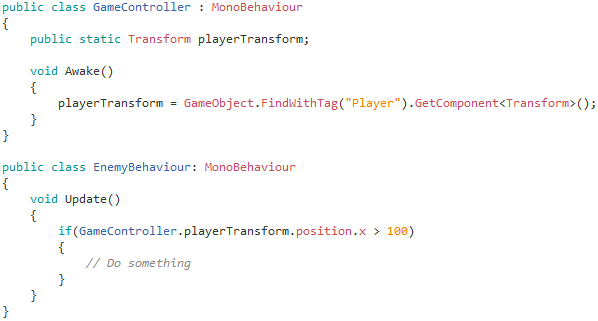 public class GameController : MonoBehaviour
{
    public static Transform playerTransform;

    void Awake()
    {
        playerTransform = GameObject.FindWithTag("Player").GetComponent<Transform>();
    }
}

public class EnemyBehaviour: MonoBehaviour
{
    void Update()
    {
        if(GameController.playerTransform.position.x > 100)
        {
            // Do something
        }
    }
}